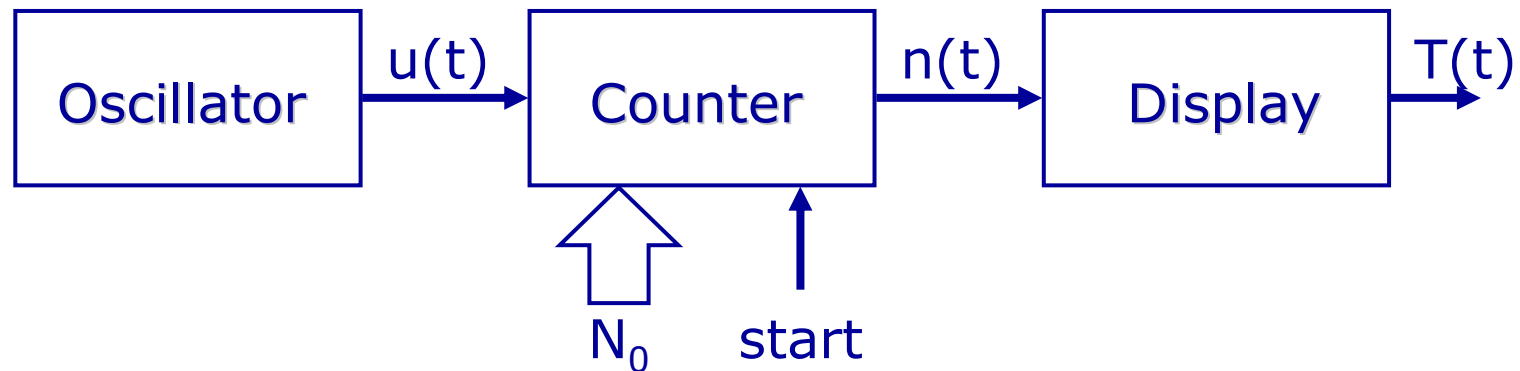 Oscillator
u(t)
Counter
n(t)
Display
T(t)
N₀
start